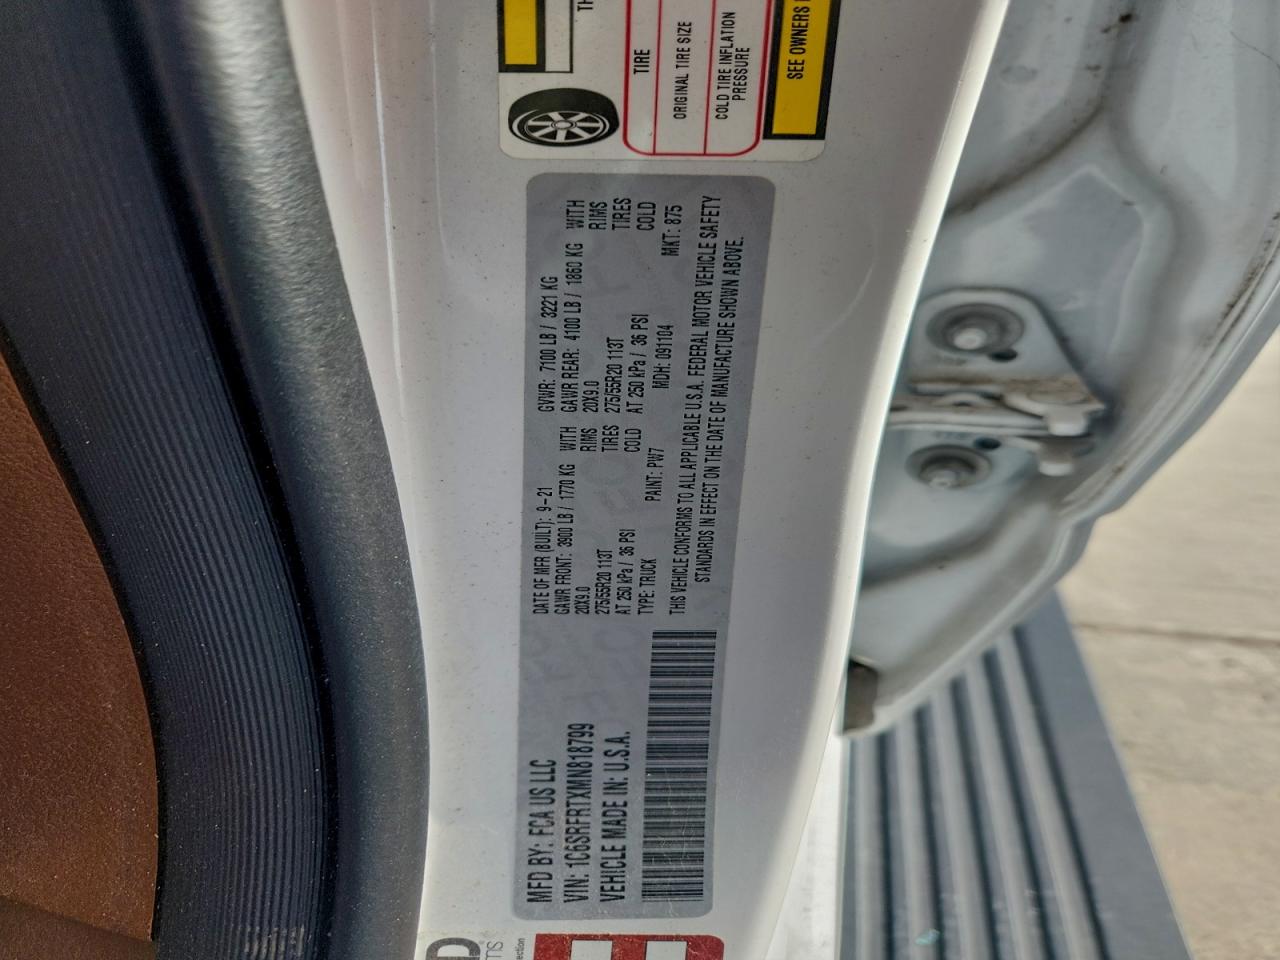 TIRE
ORIGINAL TIRE SIZE
COLD TIRE INFLATION
PRESSURE
SEE OWNERS
MFD BY: FCA US LLC
VIN: 1C6SRFRTXMN818799
VEHICLE MADE IN: U.S.A.
DATE OF MFR (BUILT): 9-21 GVWR: 7100 LB / 3221 KG
GAWR FRONT: 3900 LB / 1770 KG WITH GAWR REAR: 4100 LB / 1860 KG WITH
20X9.0 RIMS 20X9.0 RIMS
275/55R20 113T TIRES 275/55R20 113T TIRES
AT 250 kPa / 36 PSI COLD AT 250 kPa / 36 PSI COLD
TYPE: TRUCK PAINT: PW7 MDH: 091104 MKT: 875
THIS VEHICLE CONFORMS TO ALL APPLICABLE U.S.A. FEDERAL MOTOR VEHICLE SAFETY
STANDARDS IN EFFECT ON THE DATE OF MANUFACTURE SHOWN ABOVE.